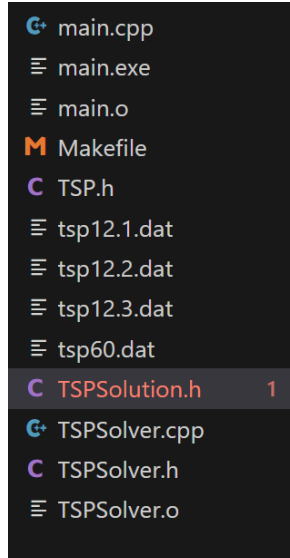 main.cpp
main.exe
main.o
M Makefile
C TSP.h
tsp12.1.dat
tsp12.2.dat
tsp12.3.dat
tsp60.dat
C TSPSolution.h 1
TSPSolver.cpp
C TSPSolver.h
TSPSolver.o